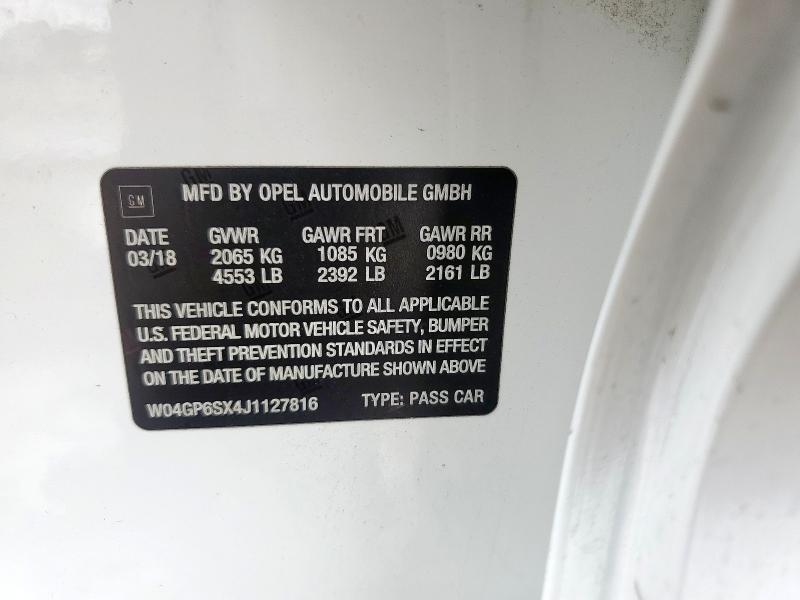 GM MFD BY OPEL AUTOMOBILE GMBH
DATE GVWR GAWR FRT GAWR RR
03/18 2065 KG 1085 KG 0980 KG
4553 LB 2392 LB 2161 LB
THIS VEHICLE CONFORMS TO ALL APPLICABLE
U.S. FEDERAL MOTOR VEHICLE SAFETY, BUMPER
AND THEFT PREVENTION STANDARDS IN EFFECT
ON THE DATE OF MANUFACTURE SHOWN ABOVE
W04GP6SX4J1127816 TYPE: PASS CAR